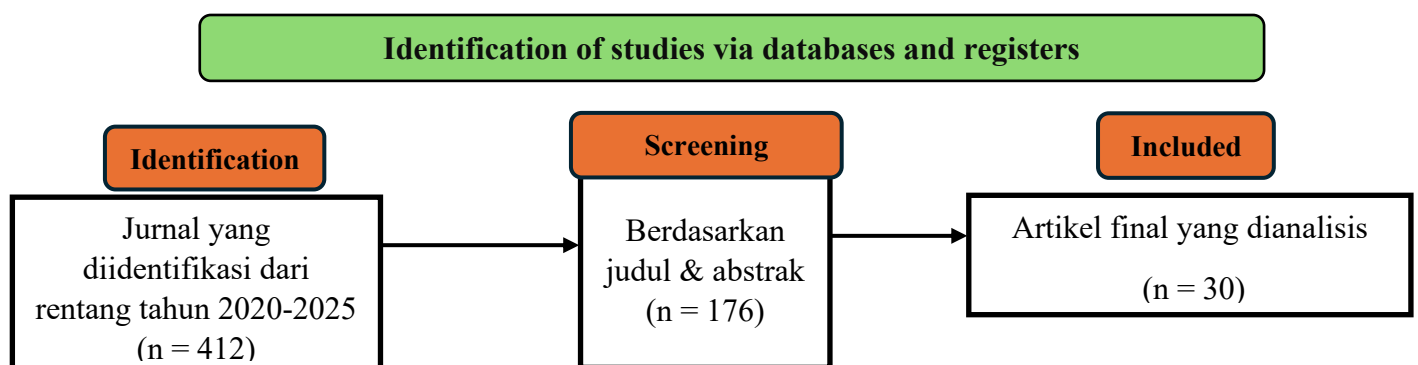 Identification of studies via databases and registers
Identification
Jurnal yang
diidentifikasi dari
rentang tahun 2020-2025
(n = 412)
Screening
Berdasarkan
judul & abstrak
(n = 176)
Included
Artikel final yang dianalisis
(n = 30)